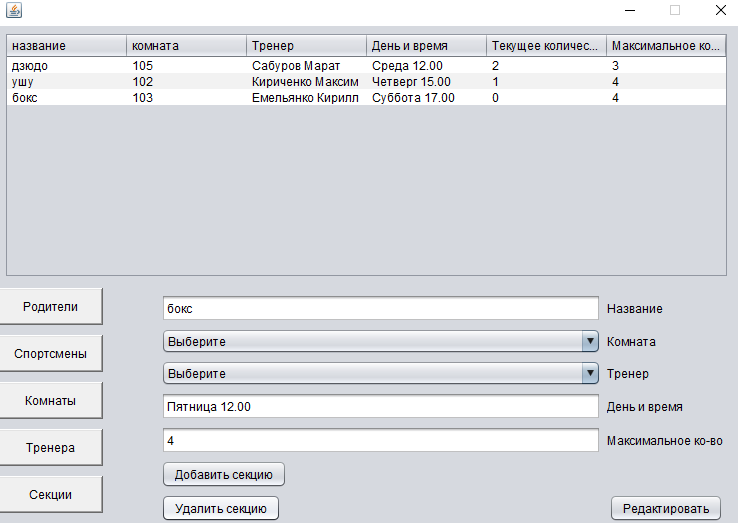 название комната Тренер День и время Текущее количес... Максимальное ко...
дзюдо 105 Сабуров Марат Среда 12.00 2 3
ушу 102 Кириченко Максим Четверг 15.00 1 4
бокс 103 Емельянко Кирилл Суббота 17.00 0 4
Родители
бокс Название
Спортсмены
Выберите Комната
Выберите Тренер
Комнаты
Пятница 12.00 День и время
Тренера
4 Максимальное ко-во
Добавить секцию
Секции
Удалить секцию Редактировать